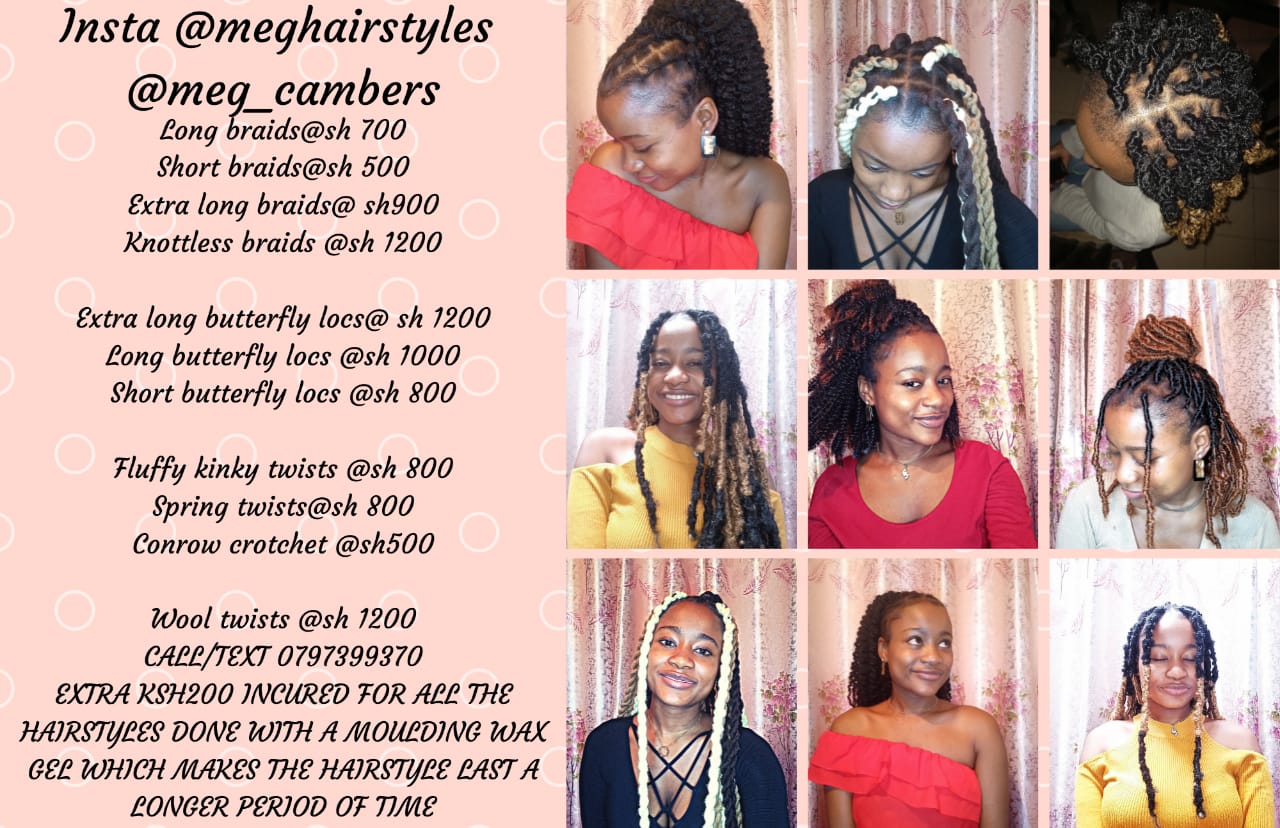 Insta @meghairstyles
@meg_cambers
Long braids@sh 700
Short braids@sh 500
Extra long braids@ sh900
Knottless braids @sh 1200
Extra long butterfly locs@ sh 1200
Long butterfly locs @sh 1000
Short butterfly locs @sh 800
Fluffy kinky twists @sh 800
Spring twists@sh 800
Conrow crotchet @sh500
Wool twists @sh 1200
CALL/TEXT 0797399370
EXTRA KSH200 INCURED FOR ALL THE
HAIRSTYLES DONE WITH A MOULDING WAX
GEL WHICH MAKES THE HAIRSTYLE LAST A
LONGER PERIOD OF TIME